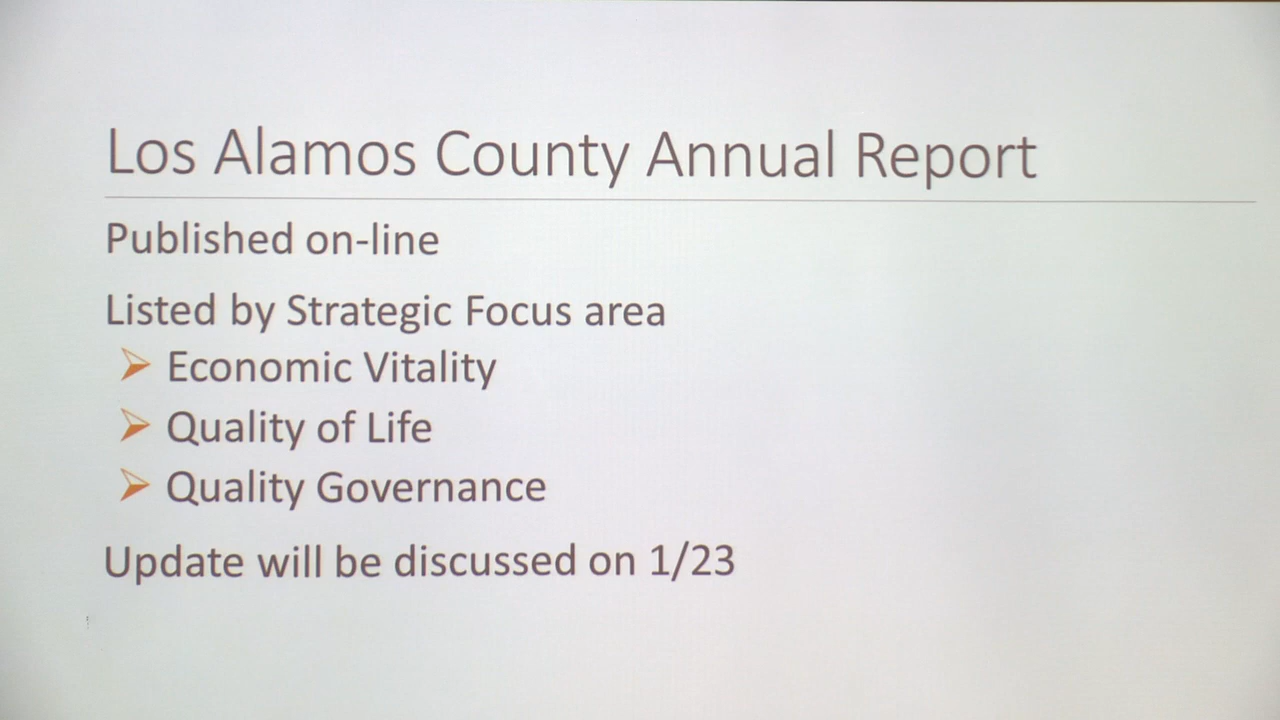 Los Alamos County Annual Report
Published on-line
Listed by Strategic Focus area
Economic Vitality
Quality of Life
Quality Governance
Update will be discussed on 1/23